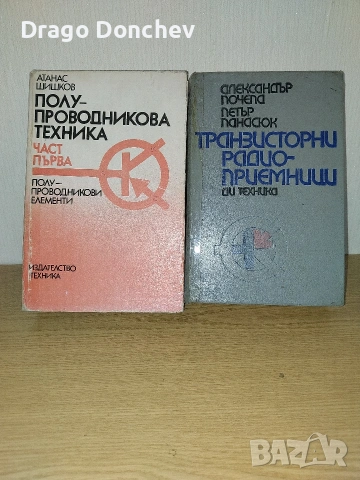 Drago Donchev
АТАНАС
ШИШКОВ
ПОЛУ-
ПРОВОДНИКОВА
ТЕХНИКА
ЧАСТ
ПЪРВА
ПОЛУ-
ПРОВОДНИКОВИ
ЕЛЕМЕНТИ
ИЗДАТЕЛСТВО
ТЕХНИКА
АЛЕКСАНДЪР
ПОЧЕПА
ПЕТЪР
ПАНАСЮК
ТРАНЗИСТОРНИ
РАДИО-
ПРИЕМНИЦИ
ДИ ТЕХНИКА
BAZAR